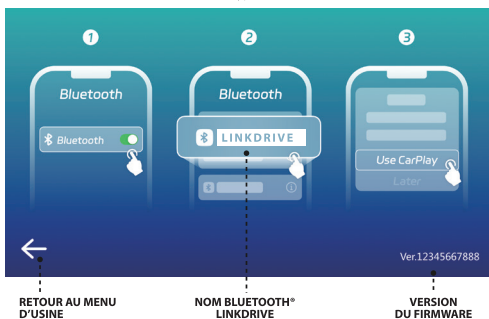 1
2
3
Bluetooth
Bluetooth
Bluetooth
LINKDRIVE
Use CarPlay
Later
Ver.12345667888
RETOUR AU MENU
D'USINE
NOM BLUETOOTH®
LINKDRIVE
VERSION
DU FIRMWARE